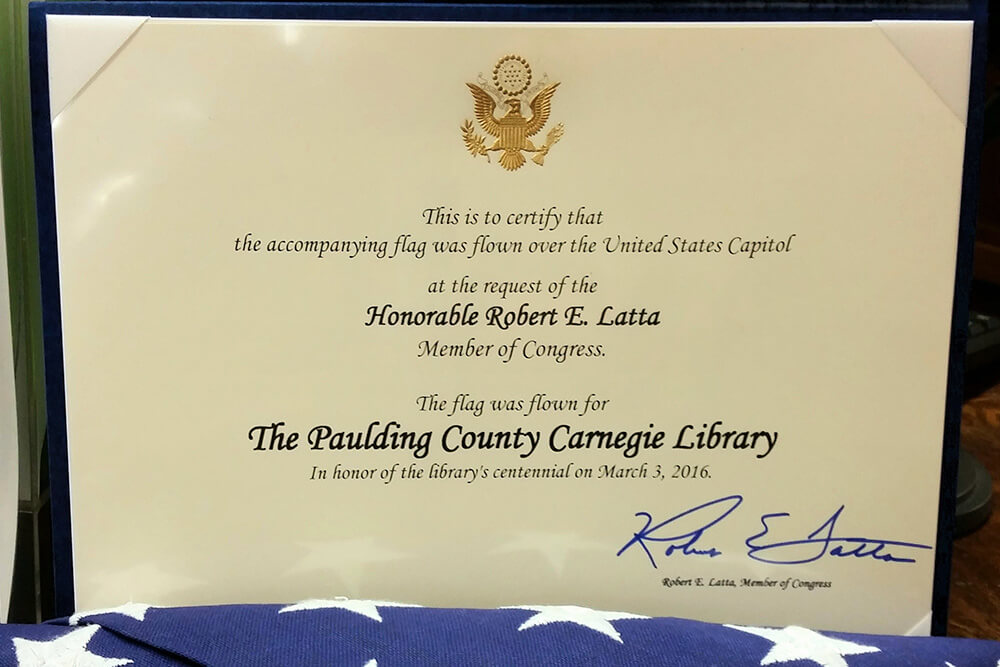 This is to certify that
the accompanying flag was flown over the United States Capitol
at the request of the
Honorable Robert E. Latta
Member of Congress.
The flag was flown for
The Paulding County Carnegie Library
In honor of the library's centennial on March 3, 2016.
Robert E. Latta
Robert E. Latta, Member of Congress